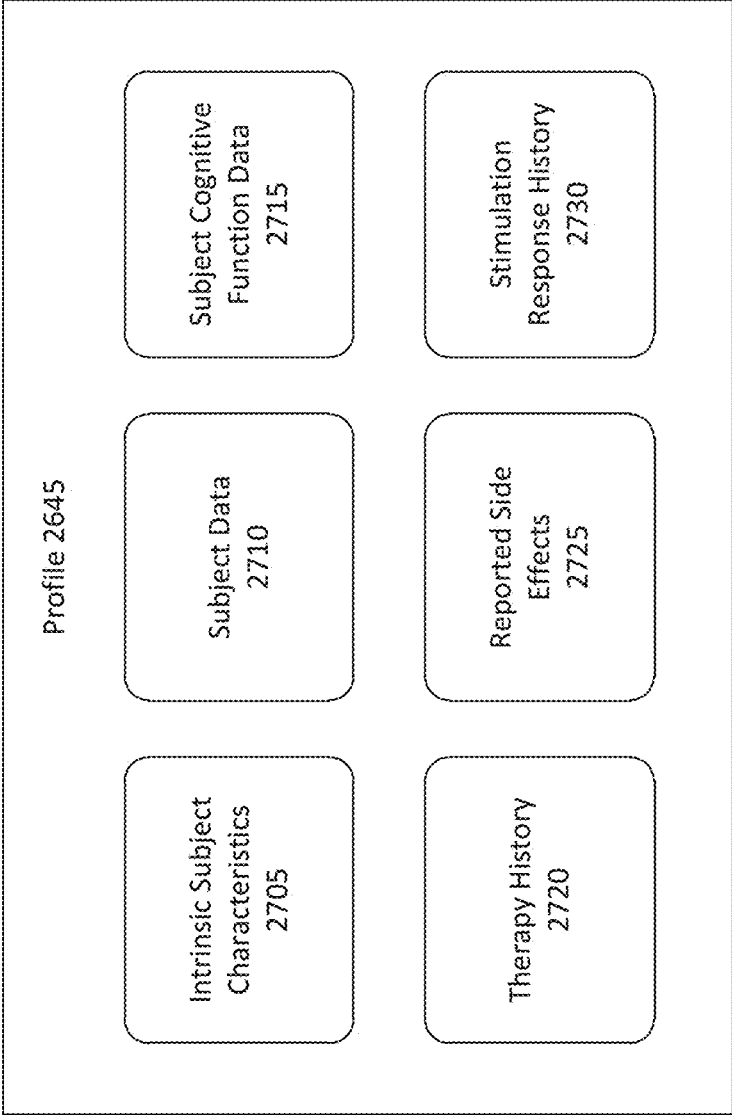 Profile 2645
Intrinsic Subject
Characteristics
2705
Subject Data
2710
Subject Cognitive
Function Data
2715
Therapy History
2720
Reported Side
Effects
2725
Stimulation
Response History
2730